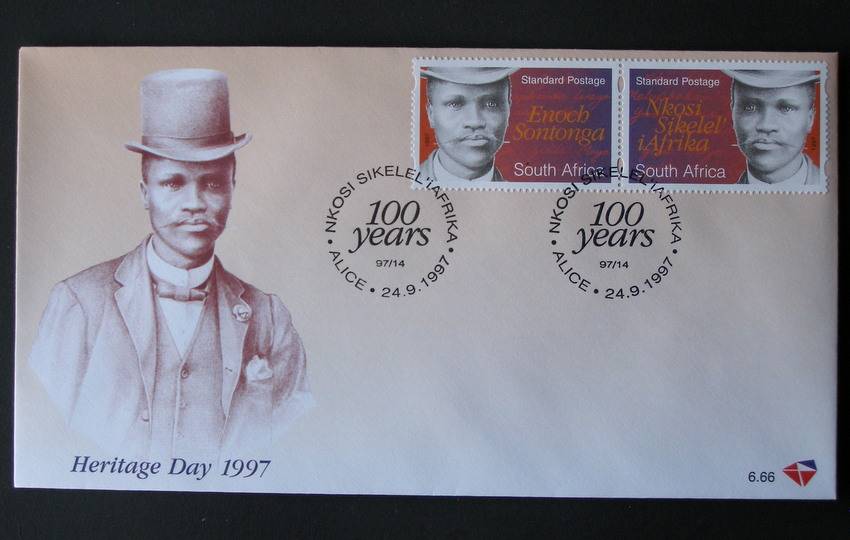 Standard Postage
Enoch
Sontonga
South Africa
1997
Standard Postage
Nkosi
Sikelel'
iAfrika
South Africa
1997
• NKOSI SIKELEL'IAFRIKA •
100
years
97/14
ALICE • 24.9.1997
• NKOSI SIKELEL'IAFRIKA •
100
years
97/14
ALICE • 24.9.1997
Heritage Day 1997
6.66